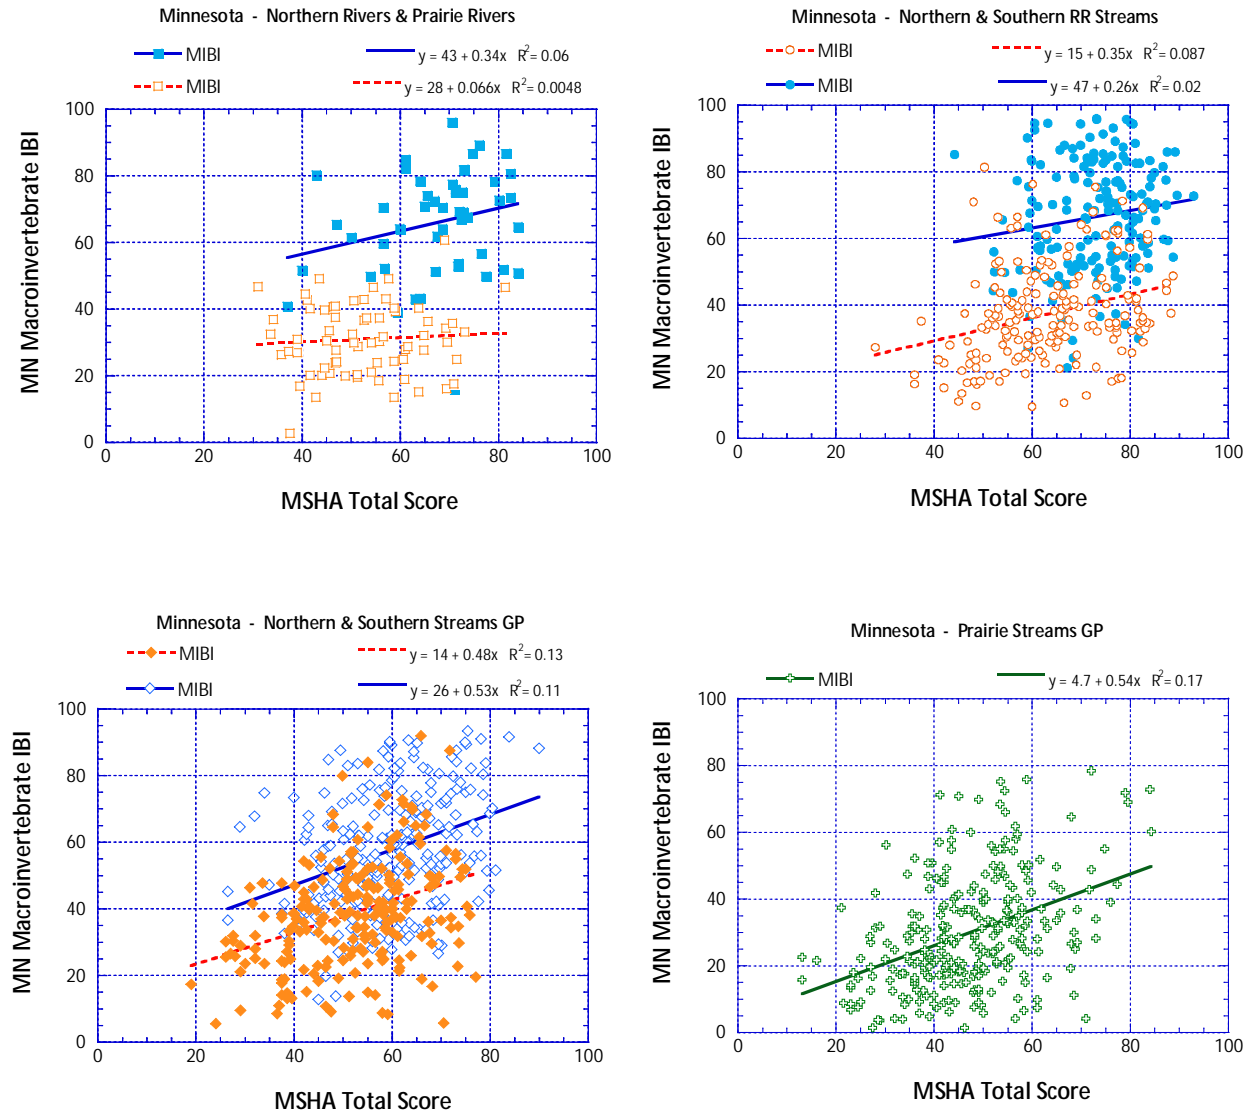 Minnesota - Northern Rivers & Prairie Rivers
MIBI y = 43 + 0.34x R2= 0.06
MIBI y = 28 + 0.066x R2= 0.0048
MN Macroinvertebrate IBI
100
80
60
40
20
0
0 20 40 60 80 100
MSHA Total Score
Minnesota - Northern & Southern RR Streams
MIBI y = 15 + 0.35x R2= 0.087
MIBI y = 47 + 0.26x R2= 0.02
MN Macroinvertebrate IBI
100
80
60
40
20
0
0 20 40 60 80 100
MSHA Total Score
Minnesota - Northern & Southern Streams GP
MIBI y = 14 + 0.48x R2= 0.13
MIBI y = 26 + 0.53x R2= 0.11
MN Macroinvertebrate IBI
100
80
60
40
20
0
0 20 40 60 80 100
MSHA Total Score
Minnesota - Prairie Streams GP
MIBI y = 4.7 + 0.54x R2= 0.17
MN Macroinvertebrate IBI
100
80
60
40
20
0
0 20 40 60 80 100
MSHA Total Score